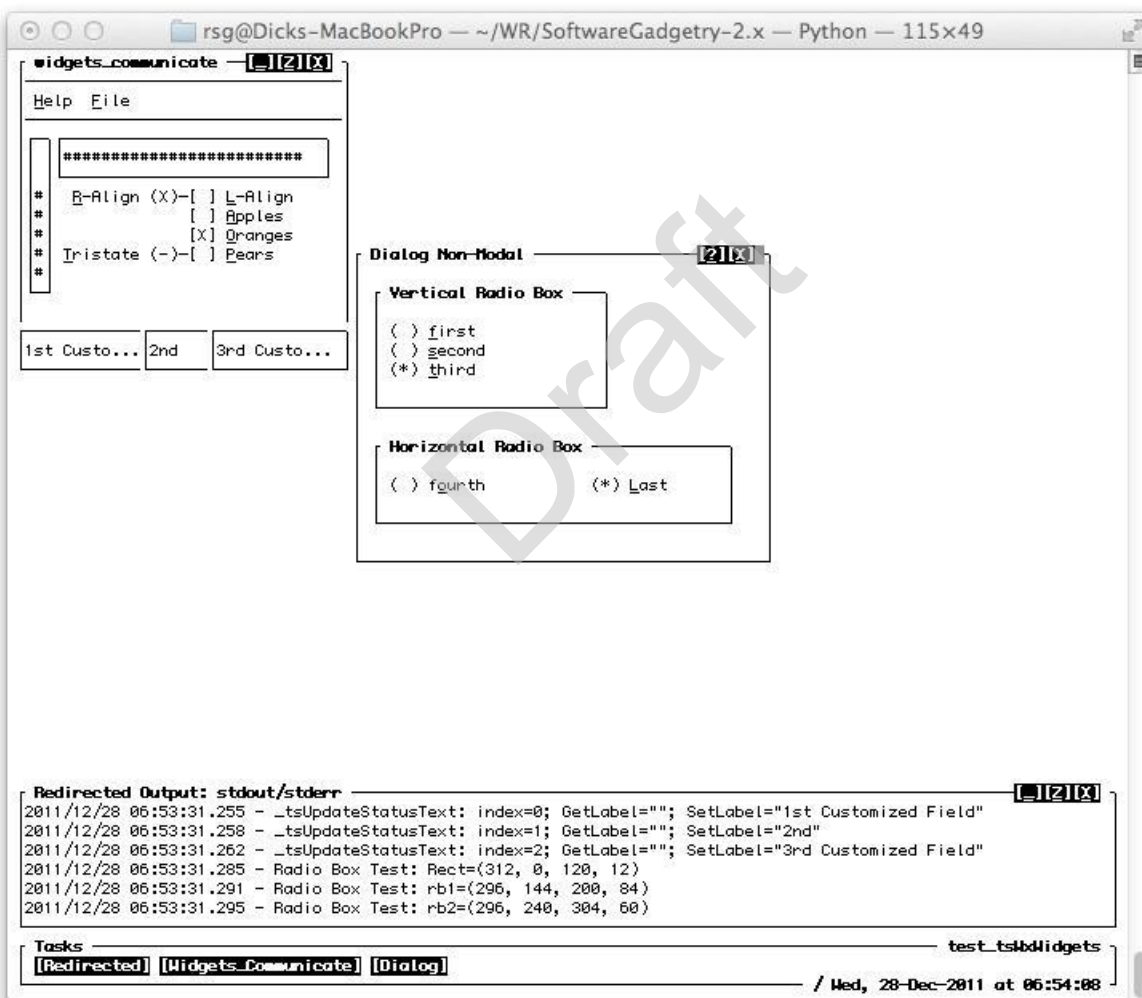 rsg@Dicks-MacBookPro — ~/WR/SoftwareGadgetry-2.x — Python — 115×49
widgets_communicate [_][Z][X]
Help File
#########################
# R-Align (X)-[ ] L-Align
# [ ] Apples
# [X] Oranges
# Tristate (-)-[ ] Pears
#
1st Custo... 2nd 3rd Custo...
Dialog Non-Modal [?][X]
Vertical Radio Box
( ) first
( ) second
(*) third
Horizontal Radio Box
( ) fourth (*) Last
Draft
Redirected Output: stdout/stderr [_][Z][X]
2011/12/28 06:53:31.255 - _tsUpdateStatusText: index=0; GetLabel=""; SetLabel="1st Customized Field"
2011/12/28 06:53:31.258 - _tsUpdateStatusText: index=1; GetLabel=""; SetLabel="2nd"
2011/12/28 06:53:31.262 - _tsUpdateStatusText: index=2; GetLabel=""; SetLabel="3rd Customized Field"
2011/12/28 06:53:31.285 - Radio Box Test: Rect=(312, 0, 120, 12)
2011/12/28 06:53:31.291 - Radio Box Test: rb1=(296, 144, 200, 84)
2011/12/28 06:53:31.295 - Radio Box Test: rb2=(296, 240, 304, 60)
Tasks test_tsWxWidgets
[Redirected] [Widgets_Communicate] [Dialog]
/ Wed, 28-Dec-2011 at 06:54:08